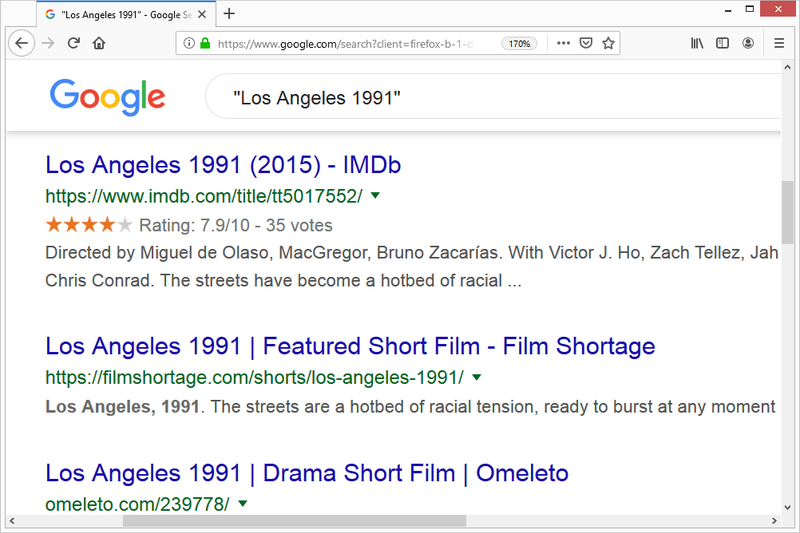 "Los Angeles 1991" - Google Se
https://www.google.com/search?client=firefox-b-1-d
170%
Google
"Los Angeles 1991"
Los Angeles 1991 (2015) - IMDb
https://www.imdb.com/title/tt5017552/
Rating: 7.9/10 - 35 votes
Directed by Miguel de Olaso, MacGregor, Bruno Zacarías. With Victor J. Ho, Zach Tellez, Jah
Chris Conrad. The streets have become a hotbed of racial ...
Los Angeles 1991 | Featured Short Film - Film Shortage
https://filmshortage.com/shorts/los-angeles-1991/
Los Angeles, 1991. The streets are a hotbed of racial tension, ready to burst at any moment
Los Angeles 1991 | Drama Short Film | Omeleto
omeleto.com/239778/